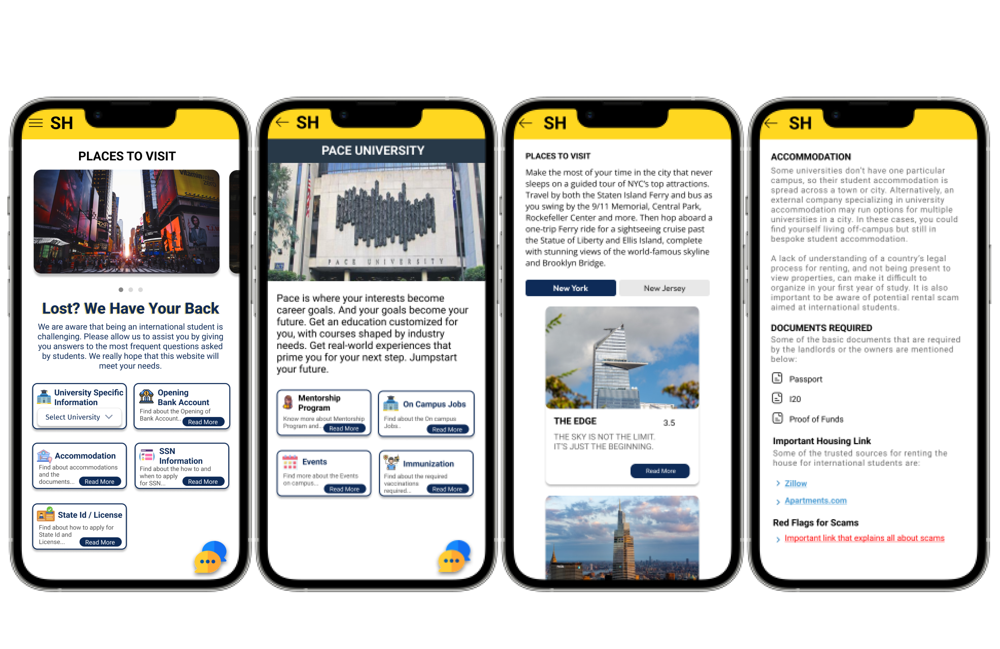 SH
PLACES TO VISIT
vitaminwater
zero
RXR
T.J.M
Lost? We Have Your Back
We are aware that being an international student is
challenging. Please allow us to assist you by giving
you answers to the most frequent questions asked
by students. We really hope that this website will
meet your needs.
University Specific
Information
Select University
Opening
Bank Account
Find about the Opening of
Bank Account..
Read More
Accommodation
Find about accommodations
and the
documents...
Read More
SSN
Information
Find about the how to and
when to apply
for SSN...
Read More
State Id / License
Find about how to apply for
State Id and
License...
Read More
SH
PACE UNIVERSITY
PACE UNIVERSITY
Pace is where your interests become
career goals. And your goals become your
future. Get an education customized for
you, with courses shaped by industry
needs. Get real-world experiences that
prime you for your next step. Jumpstart
your future.
Mentorship
Program
Know more about Mentorship
Program and...
Read More
On Campus Jobs
Find about the On campus
Jobs..
Read More
Events
Find more about the Events
on campus...
Read More
Immunization
Find about the required
vaccinations
required...
Read More
SH
PLACES TO VISIT
Make the most of your time in the city that never
sleeps on a guided tour of NYC's top attractions.
Travel by both the Staten Island Ferry and bus as
you swing by the 9/11 Memorial, Central Park,
Rockefeller Center and more. Then hop aboard a
one-trip Ferry ride for a sightseeing cruise past
the Statue of Liberty and Ellis Island, complete
with stunning views of the world-famous skyline
and Brooklyn Bridge.
New York
New Jersey
THE EDGE
3.5
THE SKY IS NOT THE LIMIT.
IT'S JUST THE BEGINNING.
Read More
SH
ACCOMMODATION
Some universities don't have one particular
campus, so their student accommodation is
spread across a town or city. Alternatively, an
external company specializing in university
accommodation may run options for multiple
universities in a city. In these cases, you could
find yourself living off-campus but still in
bespoke student accommodation.
A lack of understanding of a country's legal
process for renting, and not being present to
view properties, can make it difficult to
organize in your first year of study. It is also
important to be aware of potential rental scam
aimed at international students.
DOCUMENTS REQUIRED
Some of the basic documents that are required
by the landlords or the owners are mentioned
below:
Passport
I20
Proof of Funds
Important Housing Link
Some of the trusted sources for renting the
house for international students are:
Zillow
Apartments.com
Red Flags for Scams
Important link that explains all about scams